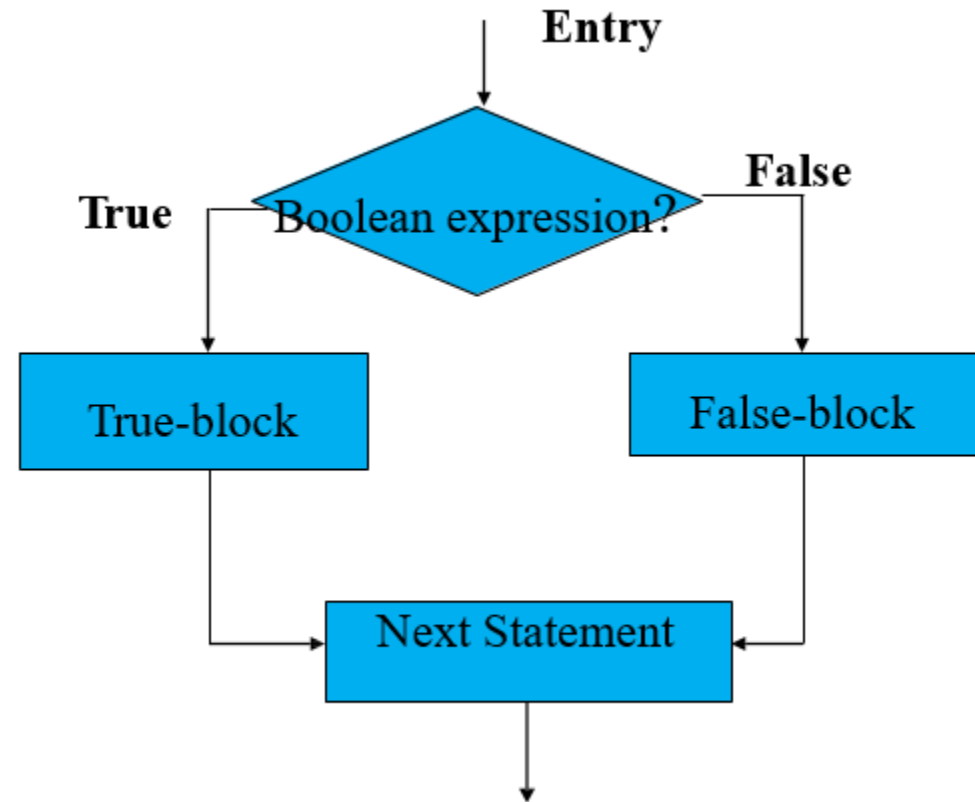 Entry
False
True
Boolean expression?
True-block
False-block
Next Statement